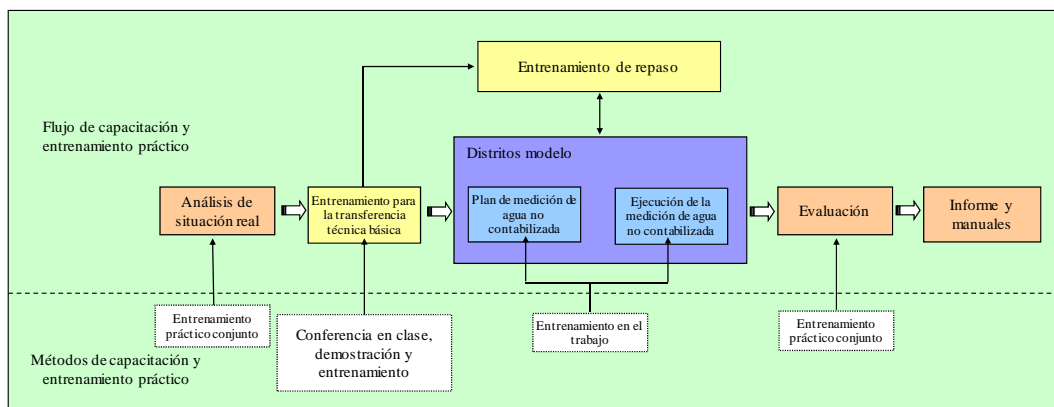 Entrenamiento de repaso
Flujo de capacitación y
entrenamiento práctico
Distritos modelo
Análisis de
situación real
Entrenamiento para
la transferencia
técnica básica
Plan de medición de
agua no
contabilizada
Ejecución de la
medición de agua
no contabilizada
Evaluación
Informe y
manuales
Entrenamiento
práctico conjunto
Conferencia en clase,
demostración y
entrenamiento
Entrenamiento en el
trabajo
Entrenamiento
práctico conjunto
Métodos de capacitación y
entrenamiento práctico